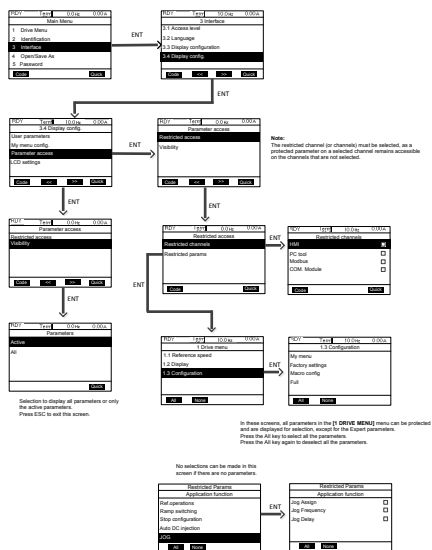 RDY Term 0.0Hz 0.00A
Main Menu
1 Drive Menu
2 Identification
3 Interface
4 Open/Save As
5 Password
Code Quick
ENT
RDY Term 10.0Hz 0.00A
3 Interface
3.1 Access level
3.2 Language
3.3 Display configuration
3.4 Display config.
Code << >> Quick
ENT
RDY Term 10.0Hz 0.00A
3.4 Display config.
User parameters
My menu config.
Parameter access
LCD settings
Code << >> Quick
ENT
RDY Term 0.0Hz 0.00A
Parameter access
Restricted access
Visibility
Code << >> Quick
Note:
The restricted channel (or channels) must be selected, as a
protected parameter on a selected channel remains accessible
on the channels that are not selected.
ENT
ENT
RDY Term 0.0Hz 0.00A
Parameter access
Restricted access
Visibility
Code << >> Quick
ENT
RDY Term 10.0Hz 0.00A
Restricted access
Restricted channels
Restricted params
Code Quick
ENT
RDY Term 10.0Hz 0.00A
Restricted channels
HMI
PC tool
Modbus
COM. Module
Code Quick
ENT
RDY Term 0.0Hz 0.00A
Parameters
Active
All
Quick
Selection to display all parameters or only
the active parameters.
Press ESC to exit this screen.
RDY Term 10.0Hz 0.00A
1 Drive menu
1.1 Reference speed
1.2 Display
1.3 Configuration
All None
ENT
RDY Term 10.0Hz 0.00A
1.3 Configuration
My menu
Factory settings
Macro config
Full
All None
In these screens, all parameters in the [1 DRIVE MENU] menu can be protected
and are displayed for selection, except for the Expert parameters.
Press the All key to select all the parameters.
Press the All key again to deselect all the parameters.
No selections can be made in this
screen if there are no parameters.
Restricted Params
Application function
Ref.operations
Ramp switching
Stop configuration
Auto DC injection
JOG
All None
ENT
Restricted Params
Application function
Jog Assign
Jog Frequency
Jog Delay
All None